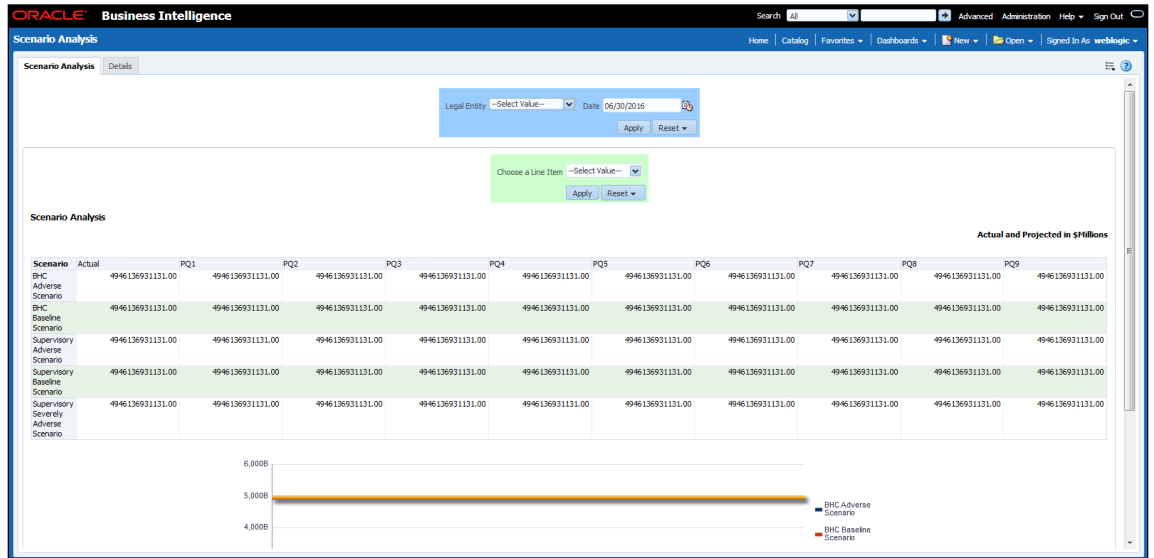 ORACLE Business Intelligence
Search All Advanced Administration Help Sign Out
Scenario Analysis
Home Catalog Favorites Dashboards New Open Signed In As weblogic
Scenario Analysis Details
Legal Entity --Select Value-- Date 06/30/2016
Apply Reset
Choose a Line Item --Select Value--
Apply Reset
Scenario Analysis
Actual and Projected in $Millions
Scenario Actual PQ1 PQ2 PQ3 PQ4 PQ5 PQ6 PQ7 PQ8 PQ9
BHC Adverse Scenario 4946136931131.00 4946136931131.00 4946136931131.00 4946136931131.00 4946136931131.00 4946136931131.00 4946136931131.00 4946136931131.00 4946136931131.00 4946136931131.00
BHC Baseline Scenario 4946136931131.00 4946136931131.00 4946136931131.00 4946136931131.00 4946136931131.00 4946136931131.00 4946136931131.00 4946136931131.00 4946136931131.00 4946136931131.00
Supervisory Adverse Scenario 4946136931131.00 4946136931131.00 4946136931131.00 4946136931131.00 4946136931131.00 4946136931131.00 4946136931131.00 4946136931131.00 4946136931131.00 4946136931131.00
Supervisory Baseline Scenario 4946136931131.00 4946136931131.00 4946136931131.00 4946136931131.00 4946136931131.00 4946136931131.00 4946136931131.00 4946136931131.00 4946136931131.00 4946136931131.00
Supervisory Severely Adverse Scenario 4946136931131.00 4946136931131.00 4946136931131.00 4946136931131.00 4946136931131.00 4946136931131.00 4946136931131.00 4946136931131.00 4946136931131.00 4946136931131.00
6,000B
5,000B
4,000B
BHC Adverse Scenario
BHC Baseline Scenario